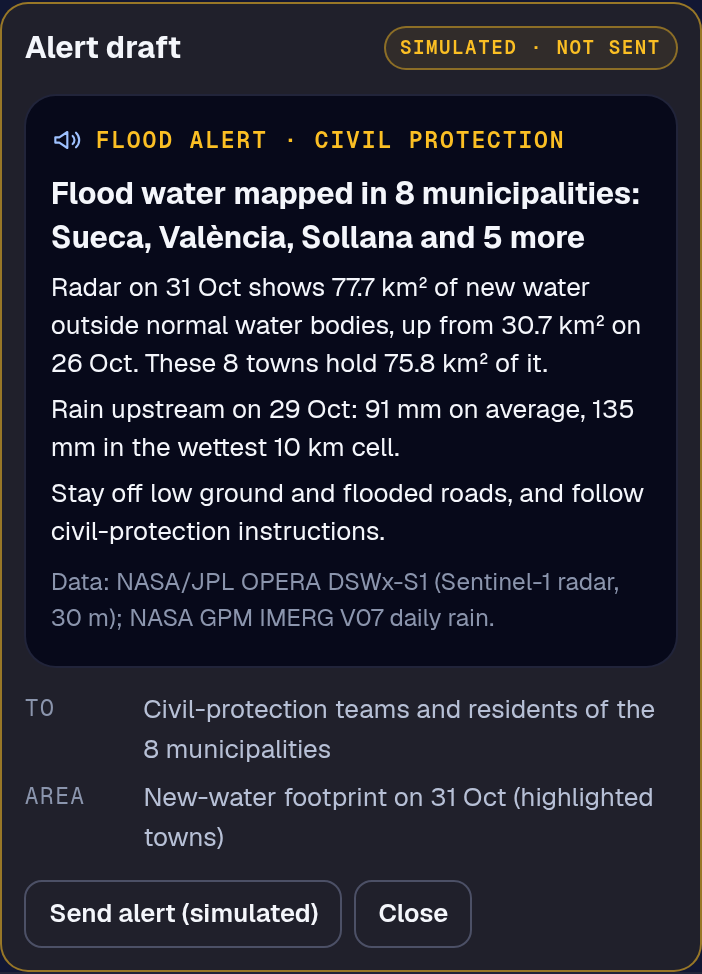 Alert draft
SIMULATED · NOT SENT
FLOOD ALERT · CIVIL PROTECTION
Flood water mapped in 8 municipalities:
Sueca, València, Sollana and 5 more
Radar on 31 Oct shows 77.7 km² of new water
outside normal water bodies, up from 30.7 km² on
26 Oct. These 8 towns hold 75.8 km² of it.
Rain upstream on 29 Oct: 91 mm on average, 135
mm in the wettest 10 km cell.
Stay off low ground and flooded roads, and follow
civil-protection instructions.
Data: NASA/JPL OPERA DSWx-S1 (Sentinel-1 radar,
30 m); NASA GPM IMERG V07 daily rain.
TO
Civil-protection teams and residents of the
8 municipalities
AREA
New-water footprint on 31 Oct (highlighted
towns)
Send alert (simulated)
Close